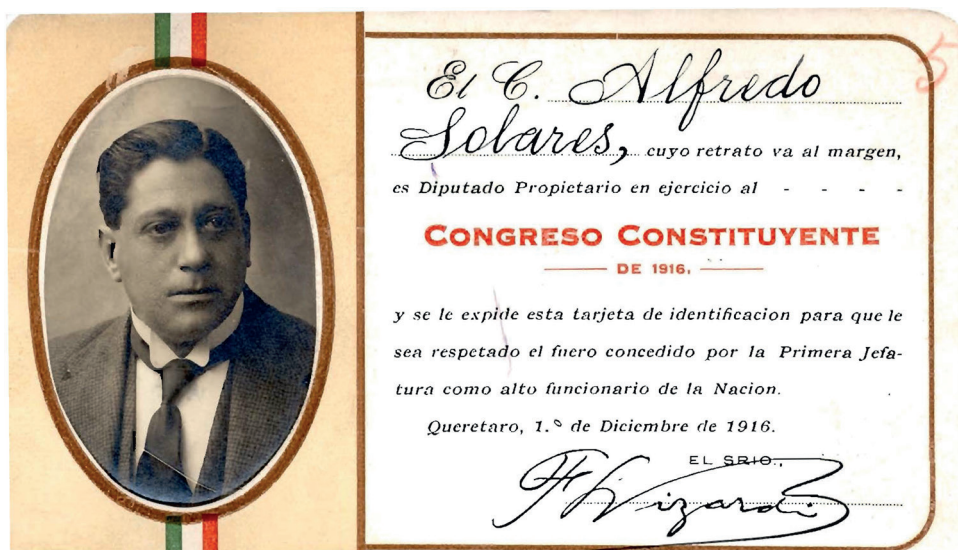 El C. Alfredo
Solares, cuyo retrato va al margen,
es Diputado Propietario en ejercicio al - - - -
CONGRESO CONSTITUYENTE
DE 1916,
y se le expide esta tarjeta de identificacion para que le
sea respetado el fuero concedido por la Primera Jefa-
tura como alto funcionario de la Nacion.
Queretaro, 1.º de Diciembre de 1916.
EL SRIO.,
F Lizardi
5